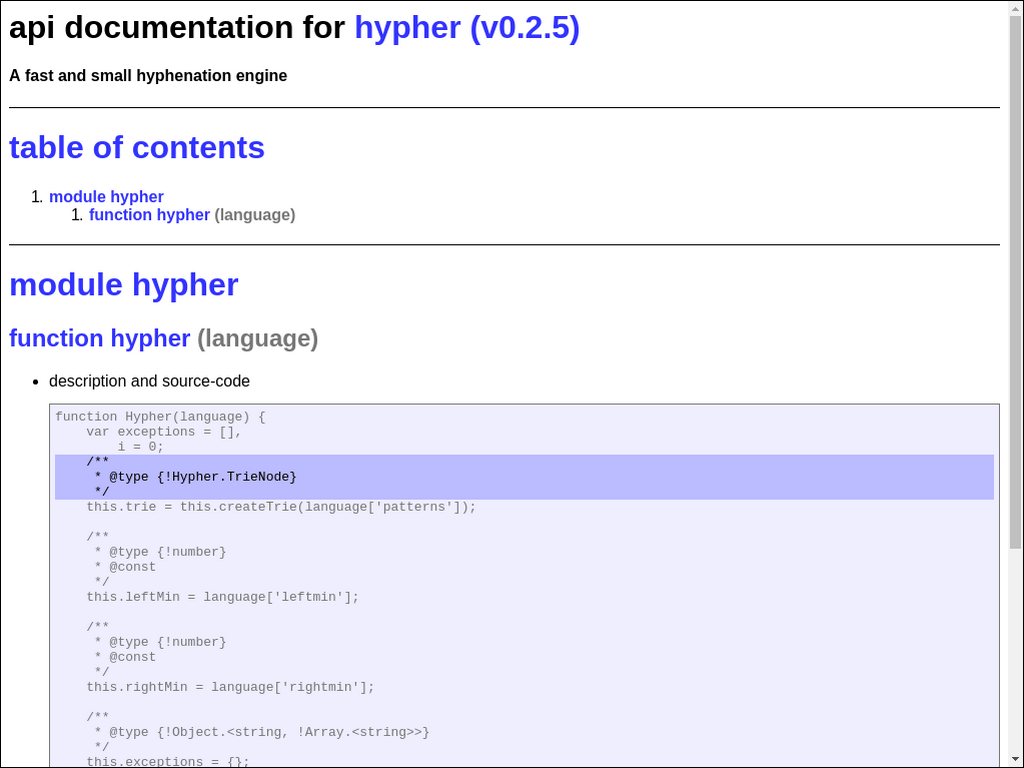 api documentation for hypher (v0.2.5)
A fast and small hyphenation engine
table of contents
1. module hypher
1. function hypher (language)
module hypher
function hypher (language)
• description and source-code
function Hypher(language) {
    var exceptions = [],
        i = 0;
    /**
     * @type {!Hypher.TrieNode}
     */
    this.trie = this.createTrie(language['patterns']);
    /**
     * @type {!number}
     * @const
     */
    this.leftMin = language['leftmin'];
    /**
     * @type {!number}
     * @const
     */
    this.rightMin = language['rightmin'];
    /**
     * @type {!Object.<string, !Array.<string>>}
     */
    this.exceptions = {};